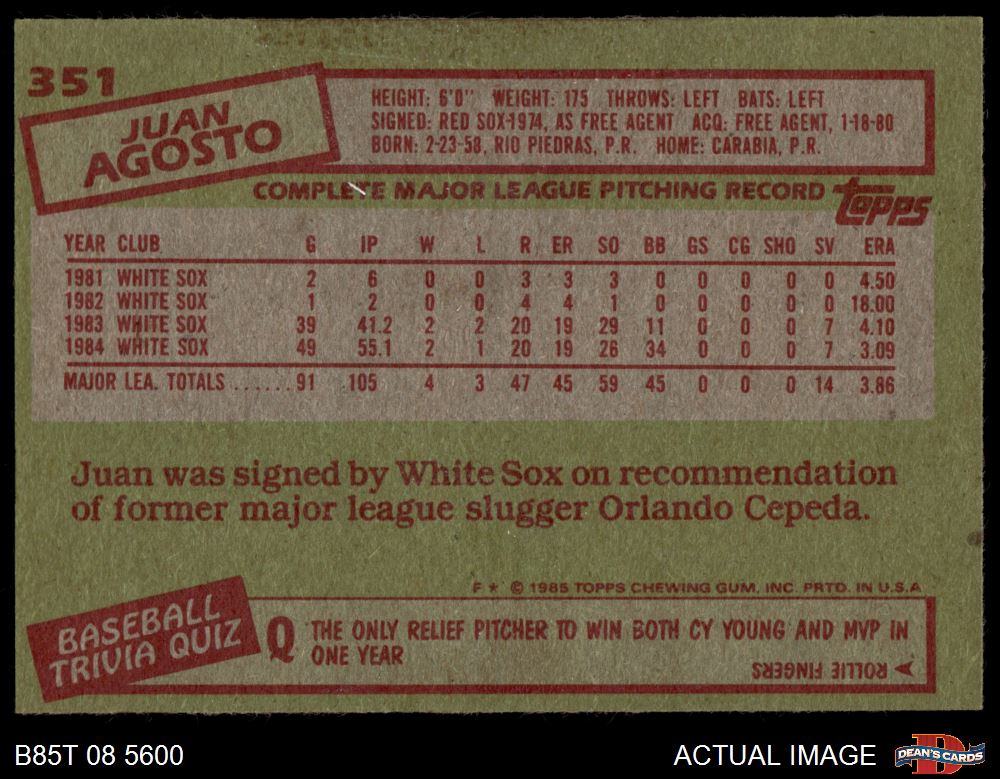 351
JUAN
AGOSTO
HEIGHT: 6'0" WEIGHT: 175 THROWS: LEFT BATS: LEFT
SIGNED: RED SOX-1974, AS FREE AGENT ACQ: FREE AGENT, 1-18-80
BORN: 2-23-58, RIO PIEDRAS, P.R. HOME: CARABIA, P.R.
COMPLETE MAJOR LEAGUE PITCHING RECORD topps
YEAR CLUB G IP W L R ER SO BB GS CG SHO SV ERA
1981 WHITE SOX 2 6 0 0 3 3 3 0 0 0 0 0 4.50
1982 WHITE SOX 1 2 0 0 4 4 1 0 0 0 0 0 18.00
1983 WHITE SOX 39 41.2 2 2 20 19 29 11 0 0 0 7 4.10
1984 WHITE SOX 49 55.1 2 1 20 19 26 34 0 0 0 7 3.09
MAJOR LEA. TOTALS ......91 105 4 3 47 45 59 45 0 0 0 14 3.86
Juan was signed by White Sox on recommendation
of former major league slugger Orlando Cepeda.
F * © 1985 TOPPS CHEWING GUM, INC. PRTD. IN U.S.A.
BASEBALL
TRIVIA QUIZ
Q THE ONLY RELIEF PITCHER TO WIN BOTH CY YOUNG AND MVP IN
ONE YEAR
A ROLLIE FINGERS
B85T 08 5600
ACTUAL IMAGE
D
DEAN'S CARDS